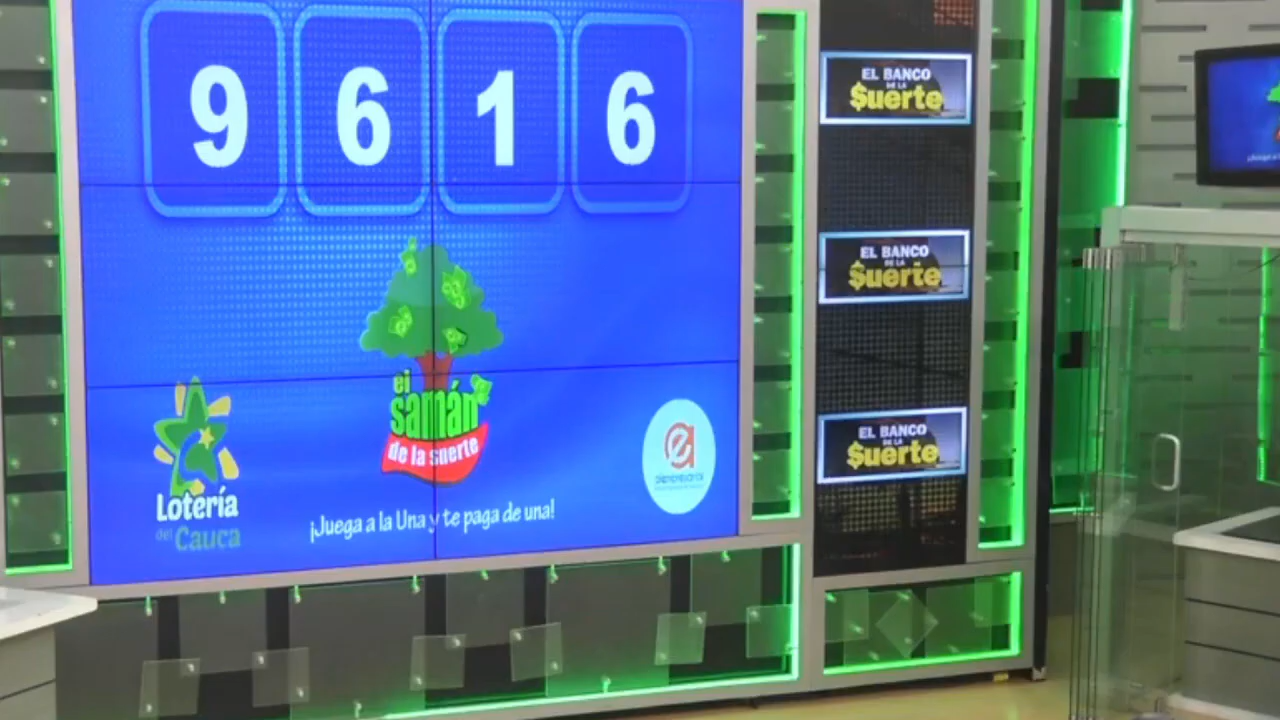 9 6 1 6
el
samán
de la suerte
Lotería
del Cauca
¡Juega a la Una y te paga de una!
EL BANCO
DE LA
$uerte
EL BANCO
DE LA
$uerte
EL BANCO
DE LA
$uerte